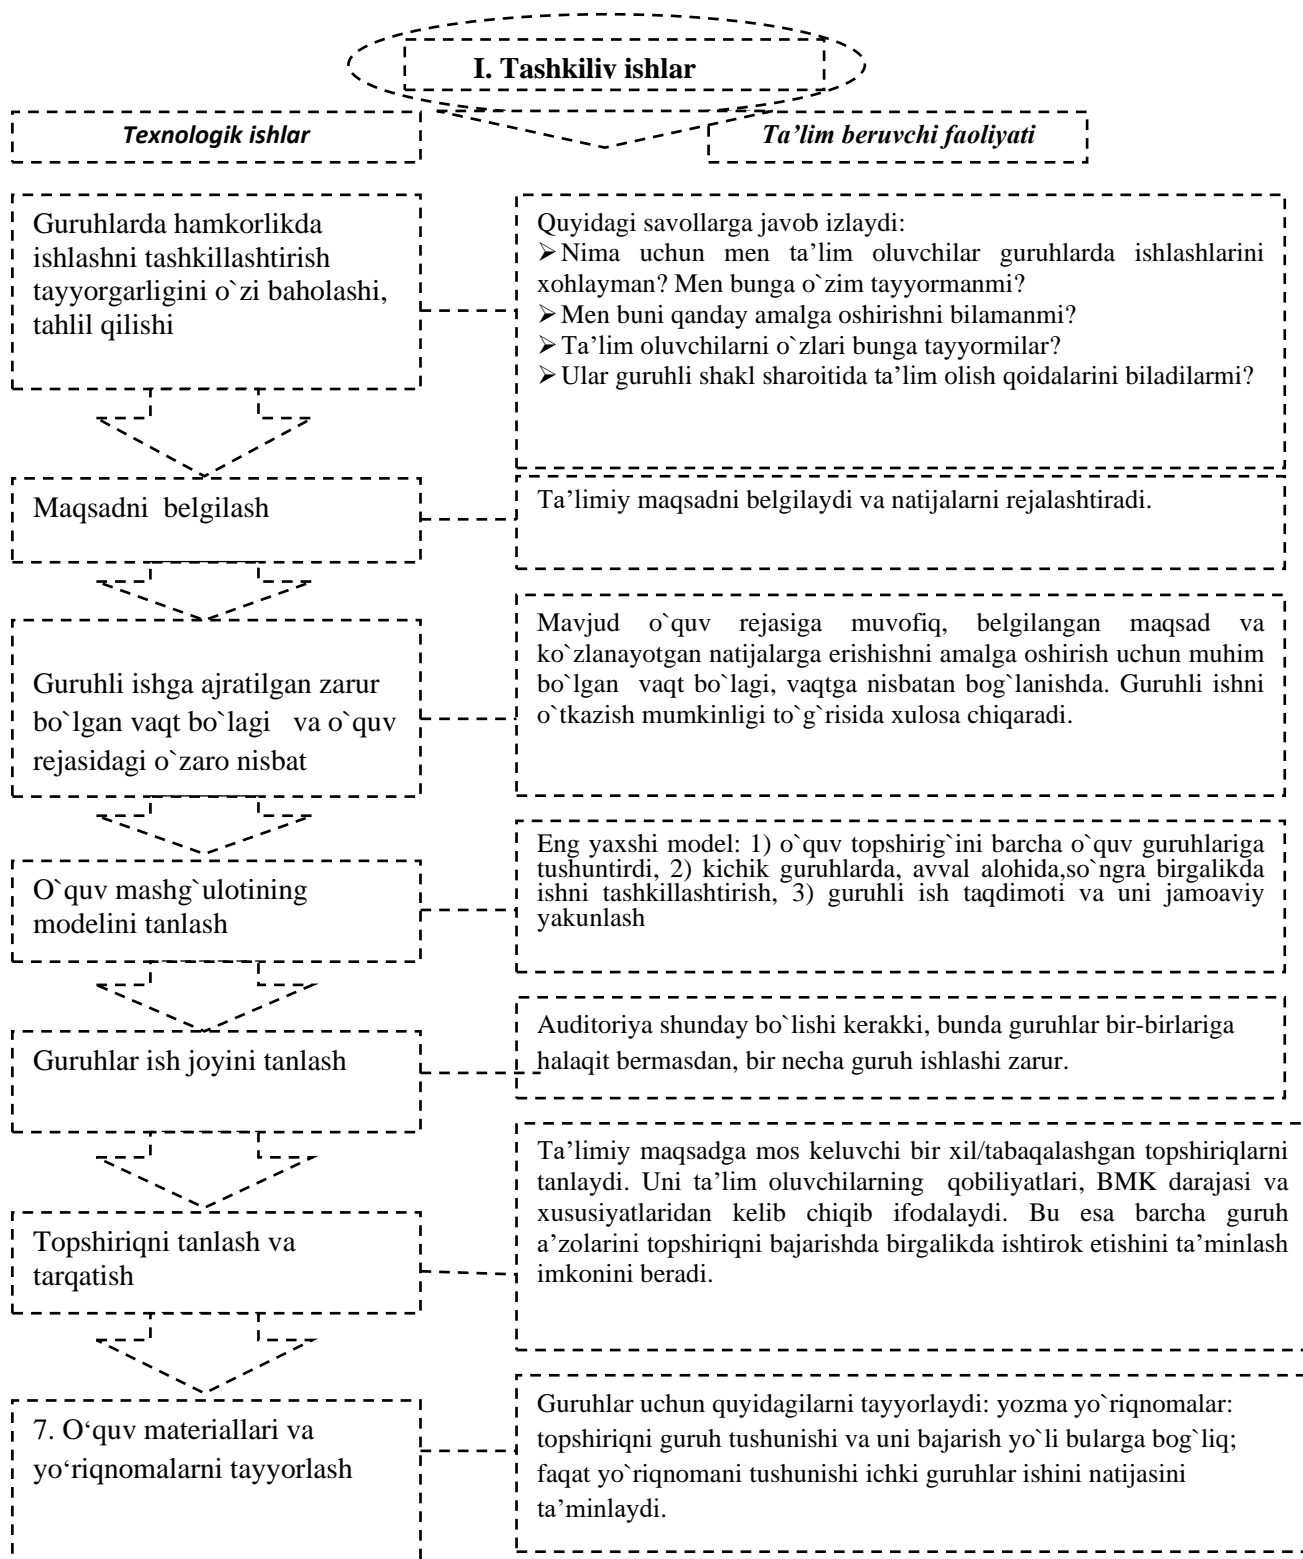 I. Tashkiliv ishlar
Texnologik ishlar
Ta’lim beruvchi faoliyati
Guruhlarda hamkorlikda
ishlashni tashkillashtirish
tayyorgarligini o`zi baholashi,
tahlil qilishi
Quyidagi savollarga javob izlaydi:
➢Nima uchun men ta’lim oluvchilar guruhlarda ishlashlarini
xohlayman? Men bunga o`zim tayyormanmi?
➢Men buni qanday amalga oshirishni bilamanmi?
➢Ta’lim oluvchilarni o`zlari bunga tayyormilar?
➢Ular guruhli shakl sharoitida ta’lim olish qoidalarini biladilarmi?
Maqsadni belgilash
Ta’limiy maqsadni belgilaydi va natijalarni rejalashtiradi.
Guruhli ishga ajratilgan zarur
bo`lgan vaqt bo`lagi va o`quv
rejasidagi o`zaro nisbat
Mavjud o`quv rejasiga muvofiq, belgilangan maqsad va
ko`zlanayotgan natijalarga erishishni amalga oshirish uchun muhim
bo`lgan vaqt bo`lagi, vaqtga nisbatan bog`lanishda. Guruhli ishni
o`tkazish mumkinligi to`g`risida xulosa chiqaradi.
O`quv mashg`ulotining
modelini tanlash
Eng yaxshi model: 1) o`quv topshirig`ini barcha o`quv guruhlariga
tushuntirdi, 2) kichik guruhlarda, avval alohida,so`ngra birgalikda
ishni tashkillashtirish, 3) guruhli ish taqdimoti va uni jamoaviy
yakunlash
Guruhlar ish joyini tanlash
Auditoriya shunday bo`lishi kerakki, bunda guruhlar bir-birlariga
halaqit bermasdan, bir necha guruh ishlashi zarur.
Topshiriqni tanlash va
tarqatish
Ta’limiy maqsadga mos keluvchi bir xil/tabaqalashgan topshiriqlarni
tanlaydi. Uni ta’lim oluvchilarning qobiliyatlari, BMK darajasi va
xususiyatlaridan kelib chiqib ifodalaydi. Bu esa barcha guruh
a’zolarini topshiriqni bajarishda birgalikda ishtirok etishini ta’minlash
imkonini beradi.
7. O‘quv materiallari va
yo‘riqnomalarni tayyorlash
Guruhlar uchun quyidagilarni tayyorlaydi: yozma yo`riqnomalar:
topshiriqni guruh tushunishi va uni bajarish yo`li bularga bog`liq;
faqat yo`riqnomani tushunishi ichki guruhlar ishini natijasini
ta’minlaydi.